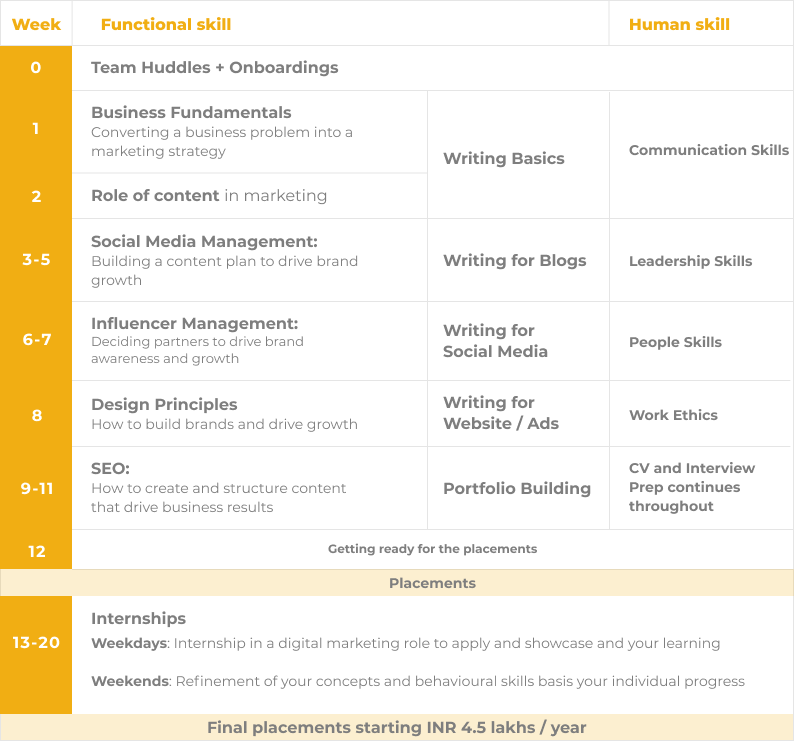 Week Functional skill Human skill
0 Team Huddles + Onboardings
1 Business Fundamentals
Converting a business problem into a
marketing strategy
Writing Basics
Communication Skills
2 Role of content in marketing
3-5 Social Media Management:
Building a content plan to drive brand
growth
Writing for Blogs
Leadership Skills
6-7 Influencer Management:
Deciding partners to drive brand
awareness and growth
Writing for
Social Media
People Skills
8 Design Principles
How to build brands and drive growth
Writing for
Website / Ads
Work Ethics
9-11 SEO:
How to create and structure content
that drive business results
Portfolio Building
CV and Interview
Prep continues
throughout
12 Getting ready for the placements
Placements
13-20 Internships
Weekdays: Internship in a digital marketing role to apply and showcase and your learning
Weekends: Refinement of your concepts and behavioural skills basis your individual progress
Final placements starting INR 4.5 lakhs / year